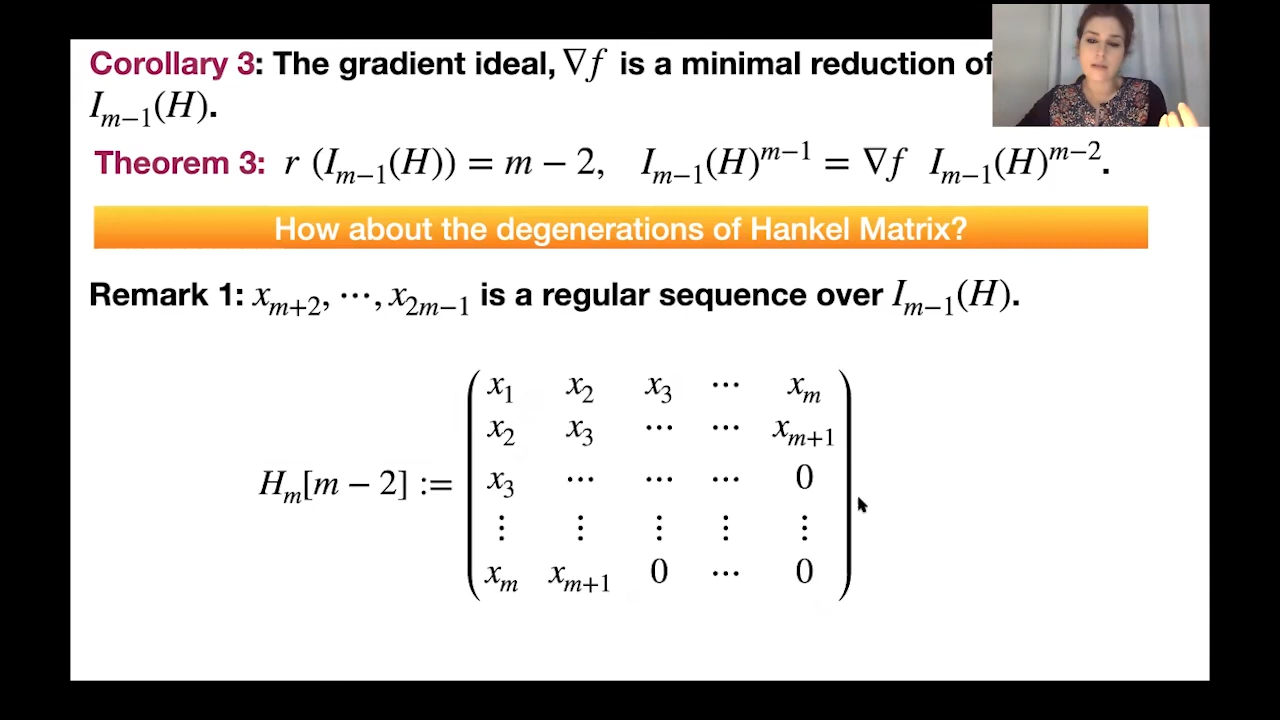 Corollary 3: The gradient ideal, ∇f is a minimal reduction of
I_{m−1}(H).
Theorem 3: r (I_{m−1}(H)) = m − 2, I_{m−1}(H)^{m−1} = ∇f I_{m−1}(H)^{m−2}.
How about the degenerations of Hankel Matrix?
Remark 1: x_{m+2}, ⋯, x_{2m−1} is a regular sequence over I_{m−1}(H).
x_1 x_2 x_3 ⋯ x_m
x_2 x_3 ⋯ ⋯ x_{m+1}
H_m[m − 2] := x_3 ⋯ ⋯ ⋯ 0
⋮ ⋮ ⋮ ⋮ ⋮
x_m x_{m+1} 0 ⋯ 0